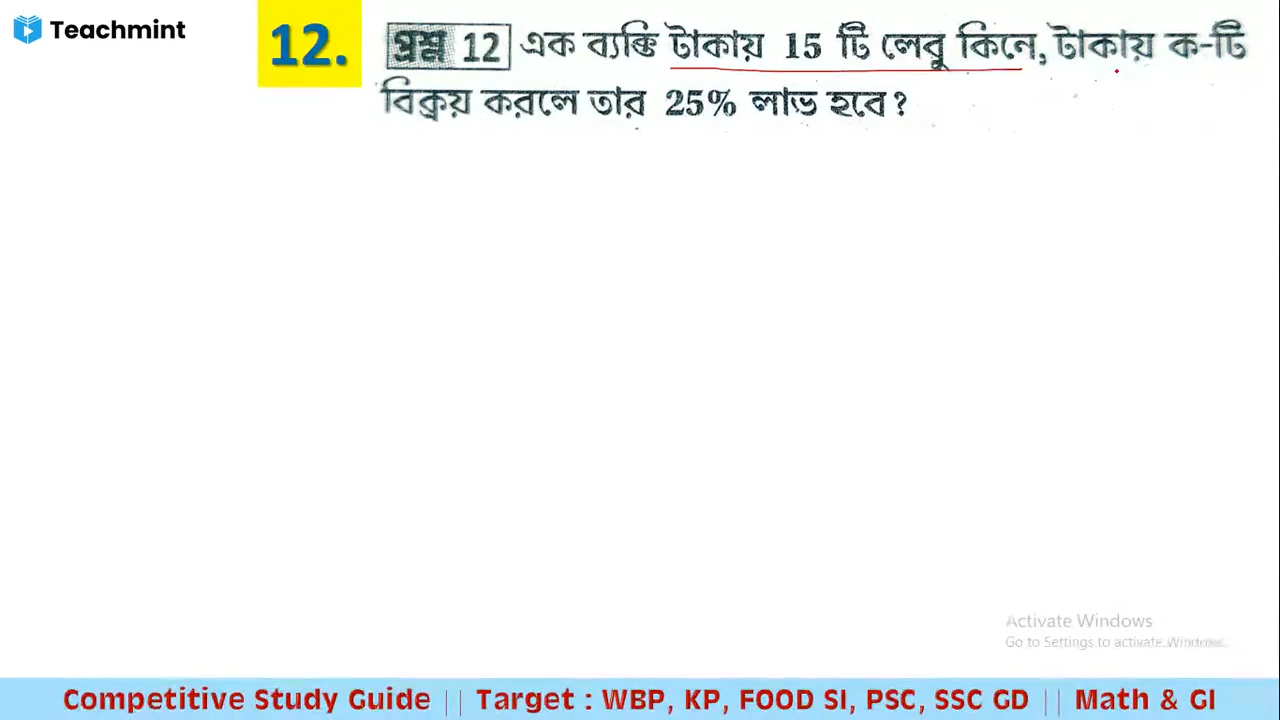 Teachmint
12.
প্রশ্ন 12 এক ব্যক্তি টাকায় 15 টি লেবু কিনে, টাকায় ক-টি
বিক্রয় করলে তার 25% লাভ হবে?
Activate Windows
Go to Settings to activate Windows.
Competitive Study Guide || Target : WBP, KP, FOOD SI, PSC, SSC GD || Math & GI